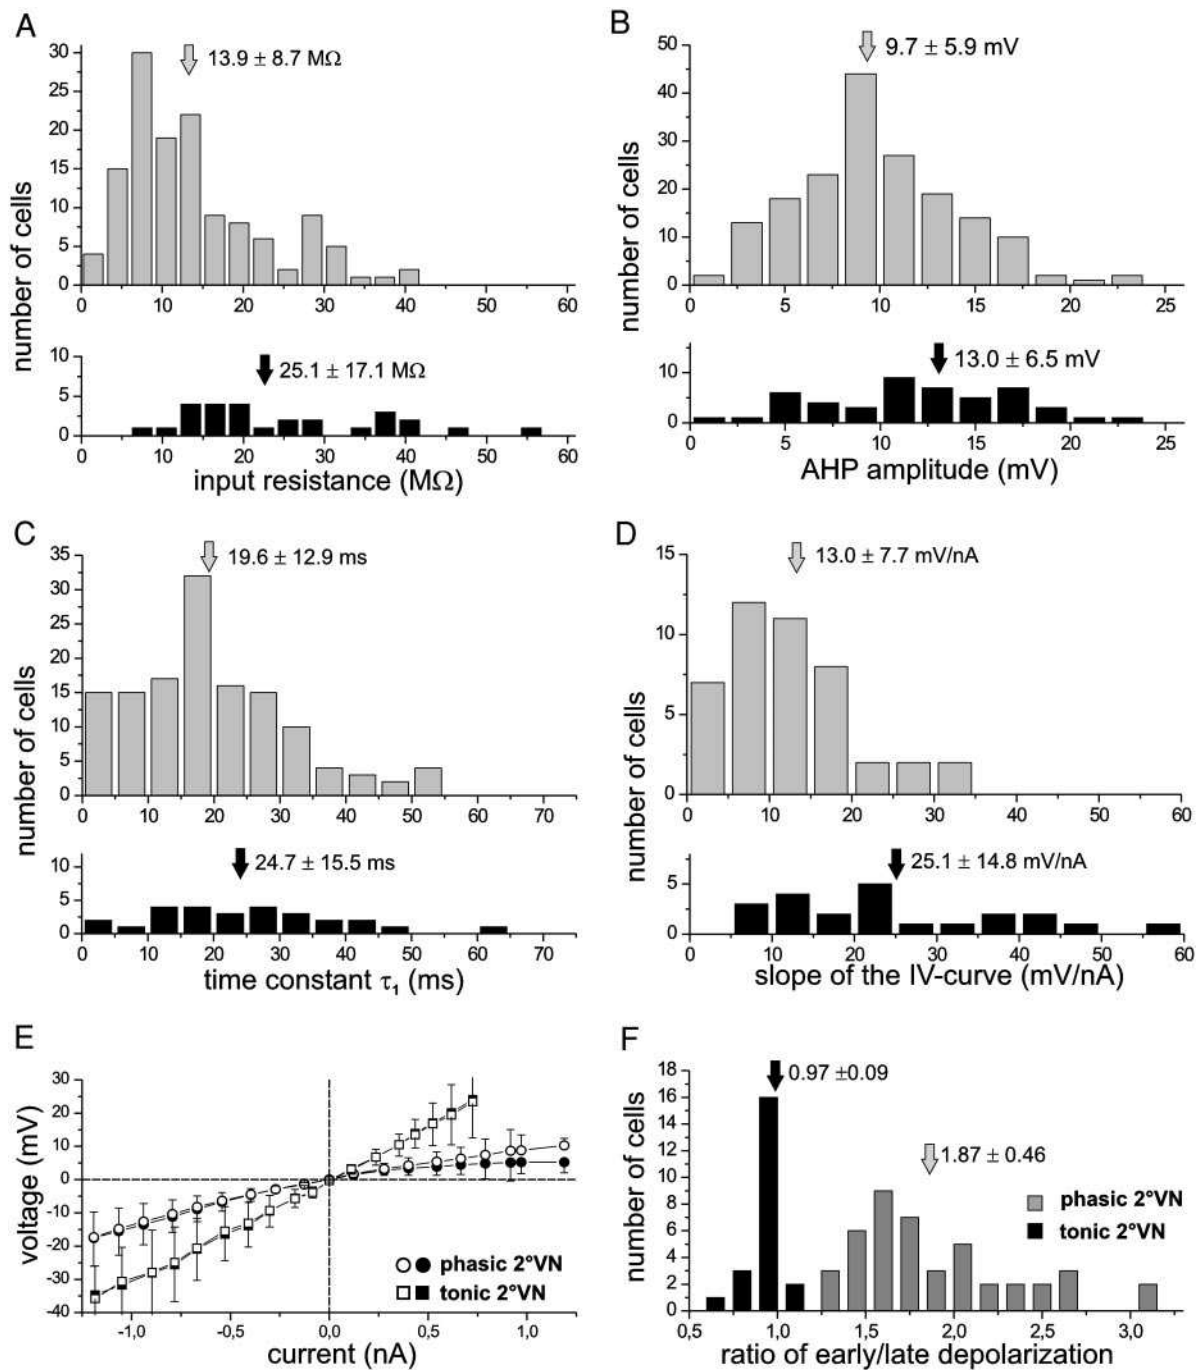 A
13.9 ± 8.7 MΩ
number of cells
30
25
20
15
10
5
0
0 10 20 30 40 50 60
25.1 ± 17.1 MΩ
10
5
0
0 10 20 30 40 50 60
input resistance (MΩ)
B
9.7 ± 5.9 mV
number of cells
50
40
30
20
10
0
0 5 10 15 20 25
13.0 ± 6.5 mV
10
0
0 5 10 15 20 25
AHP amplitude (mV)
C
19.6 ± 12.9 ms
number of cells
35
30
25
20
15
10
5
0
0 10 20 30 40 50 60 70
24.7 ± 15.5 ms
10
5
0
0 10 20 30 40 50 60 70
time constant τ1 (ms)
D
13.0 ± 7.7 mV/nA
number of cells
15
10
5
0
0 10 20 30 40 50 60
25.1 ± 14.8 mV/nA
5
0
0 10 20 30 40 50 60
slope of the IV-curve (mV/nA)
E
voltage (mV)
30
20
10
0
-10
-20
-30
-40
phasic 2°VN
tonic 2°VN
-1,0 -0,5 0,0 0,5 1,0
current (nA)
F
0.97 ±0.09
1.87 ± 0.46
number of cells
18
16
14
12
10
8
6
4
2
0
phasic 2°VN
tonic 2°VN
0,5 1,0 1,5 2,0 2,5 3,0
ratio of early/late depolarization